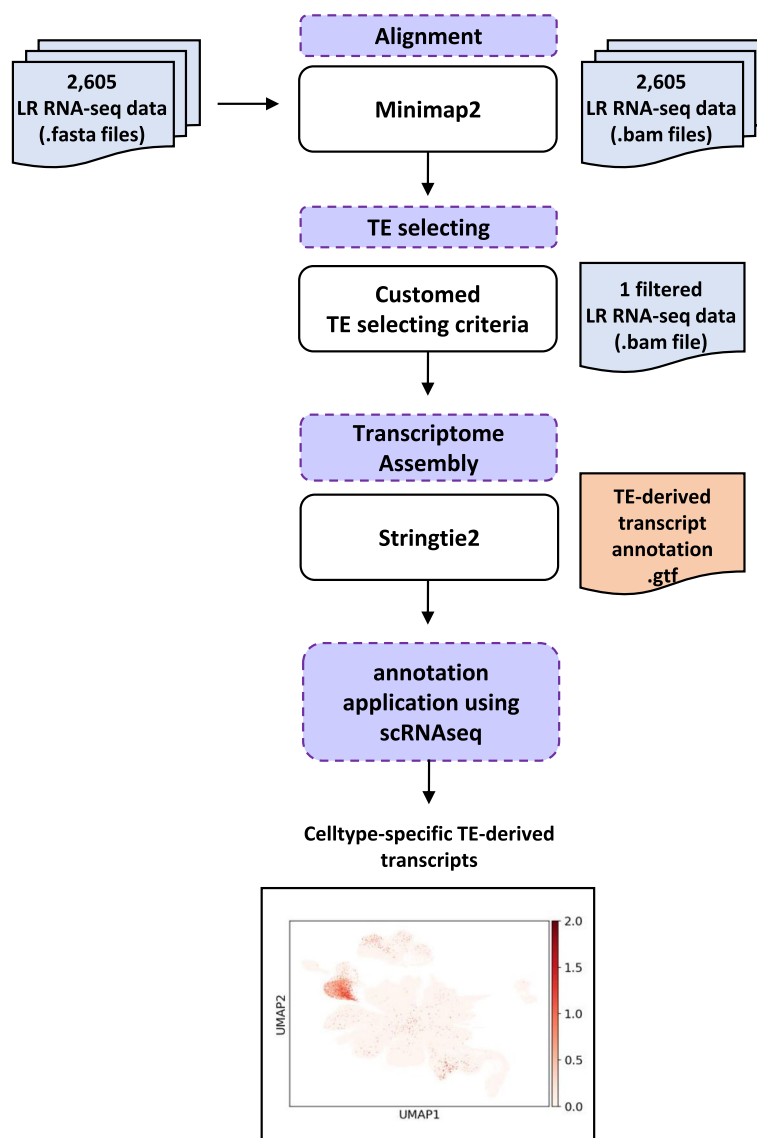 Alignment
2,605
LR RNA-seq data
(.fasta files)
Minimap2
2,605
LR RNA-seq data
(.bam files)
TE selecting
Customed
TE selecting criteria
1 filtered
LR RNA-seq data
(.bam file)
Transcriptome
Assembly
Stringtie2
TE-derived
transcript
annotation
.gtf
annotation
application using
scRNAseq
Celltype-specific TE-derived
transcripts
2.0
1.5
1.0
0.5
0.0
UMAP2
UMAP1